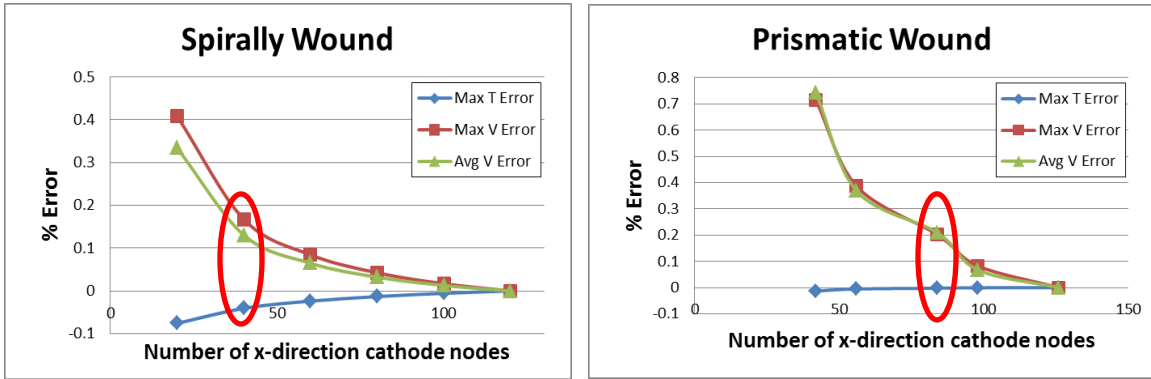 Spirally Wound
% Error
0.5
0.4
0.3
0.2
0.1
0
-0.1
0
50
100
Max T Error
Max V Error
Avg V Error
Number of x-direction cathode nodes
Prismatic Wound
% Error
0.8
0.7
0.6
0.5
0.4
0.3
0.2
0.1
0
-0.1
0
50
100
150
Max T Error
Max V Error
Avg V Error
Number of x-direction cathode nodes